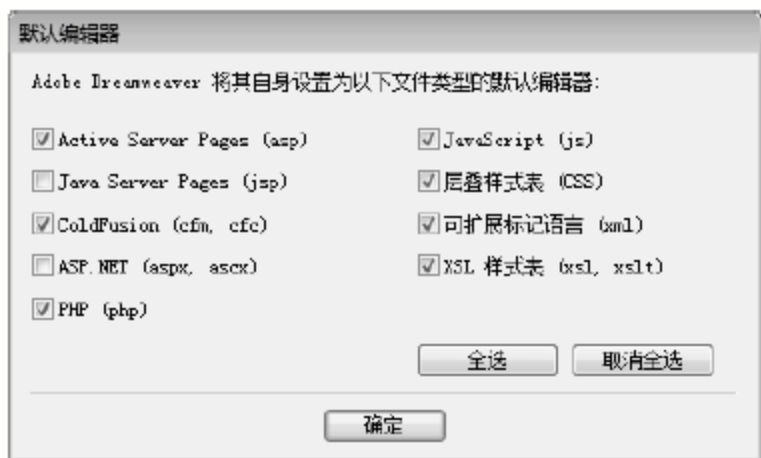 默认编辑器
Adobe Dreamweaver 将其自身设置为以下文件类型的默认编辑器:
Active Server Pages (asp)
Java Server Pages (jsp)
ColdFusion (cfm, cfc)
ASP.NET (aspx, ascx)
PHP (php)
JavaScript (js)
层叠样式表 (CSS)
可扩展标记语言 (xml)
XSL 样式表 (xsl, xslt)
全选
取消全选
确定